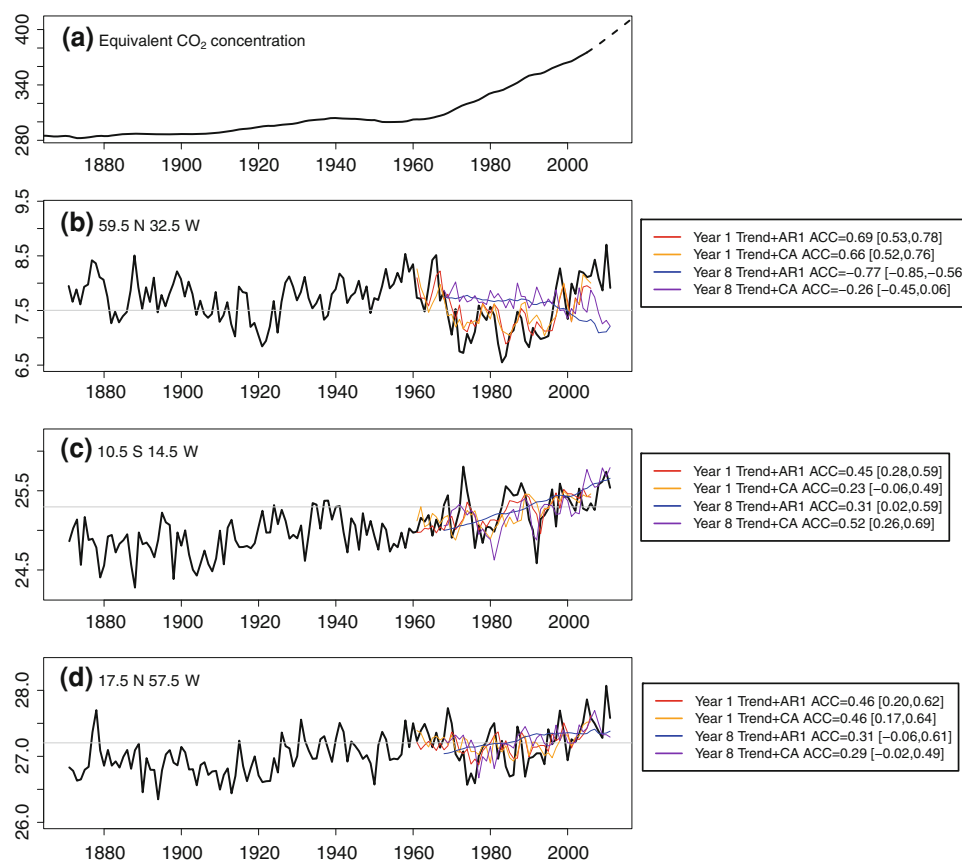 (a) Equivalent CO₂ concentration
400
340
280
1880 1900 1920 1940 1960 1980 2000
(b) 59.5 N 32.5 W
9.5
8.5
7.5
6.5
1880 1900 1920 1940 1960 1980 2000
Year 1 Trend+AR1 ACC=0.69 [0.53,0.78]
Year 1 Trend+CA ACC=0.66 [0.52,0.76]
Year 8 Trend+AR1 ACC=−0.77 [−0.85,−0.56
Year 8 Trend+CA ACC=−0.26 [−0.45,0.06]
(c) 10.5 S 14.5 W
25.5
24.5
1880 1900 1920 1940 1960 1980 2000
Year 1 Trend+AR1 ACC=0.45 [0.28,0.59]
Year 1 Trend+CA ACC=0.23 [−0.06,0.49]
Year 8 Trend+AR1 ACC=0.31 [0.02,0.59]
Year 8 Trend+CA ACC=0.52 [0.26,0.69]
(d) 17.5 N 57.5 W
28.0
27.0
26.0
1880 1900 1920 1940 1960 1980 2000
Year 1 Trend+AR1 ACC=0.46 [0.20,0.62]
Year 1 Trend+CA ACC=0.46 [0.17,0.64]
Year 8 Trend+AR1 ACC=0.31 [−0.06,0.61]
Year 8 Trend+CA ACC=0.29 [−0.02,0.49]